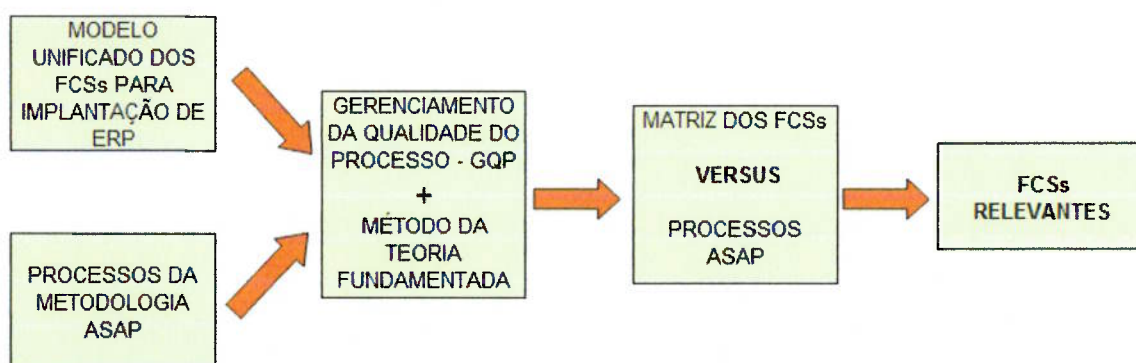 MODELO
UNIFICADO DOS
FCSs PARA
IMPLANTAÇÃO DE
ERP
PROCESSOS DA
METODOLOGIA
ASAP
GERENCIAMENTO
DA QUALIDADE DO
PROCESSO - GQP
+
MÉTODO DA
TEORIA
FUNDAMENTADA
MATRIZ DOS FCSs
VERSUS
PROCESSOS
ASAP
FCSs
RELEVANTES